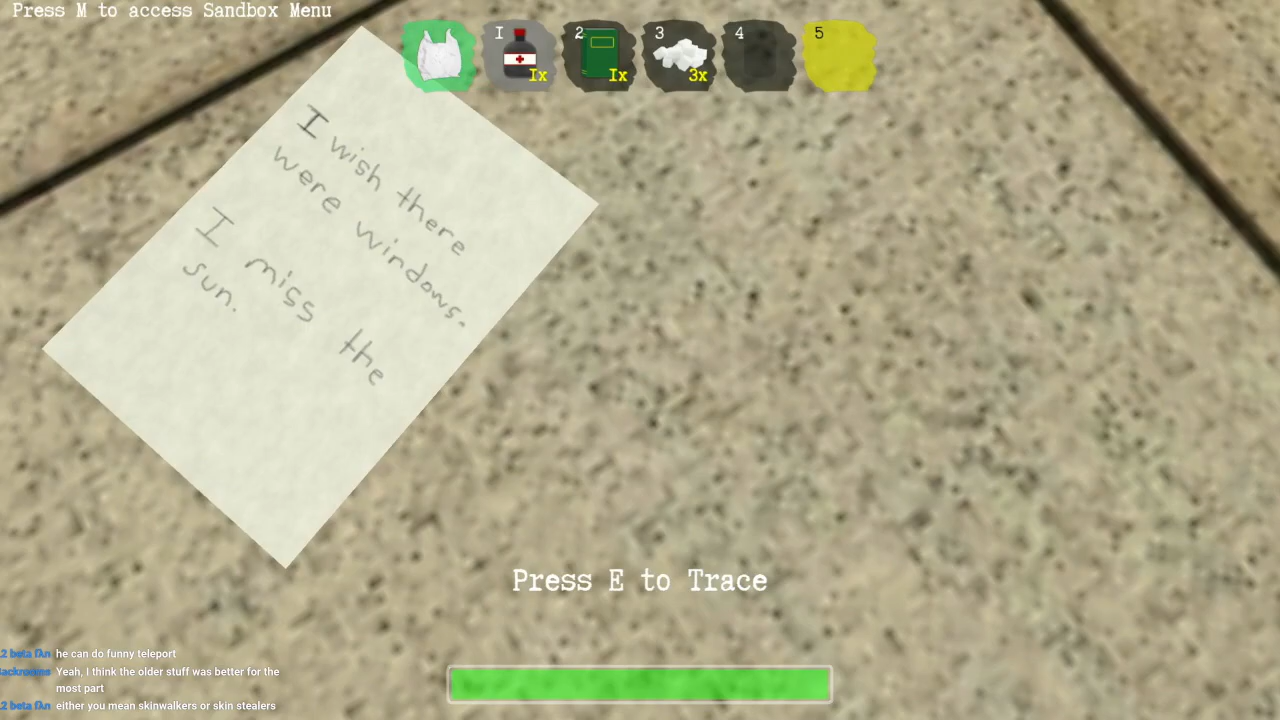 Press M to access Sandbox Menu
1
2
3
4
5
1x
1x
3x
I wish there
were windows.
I miss the
sun.
Press E to Trace
he can do funny teleport
Yeah, I think the older stuff was better for the
most part
either you mean skinwalkers or skin stealers